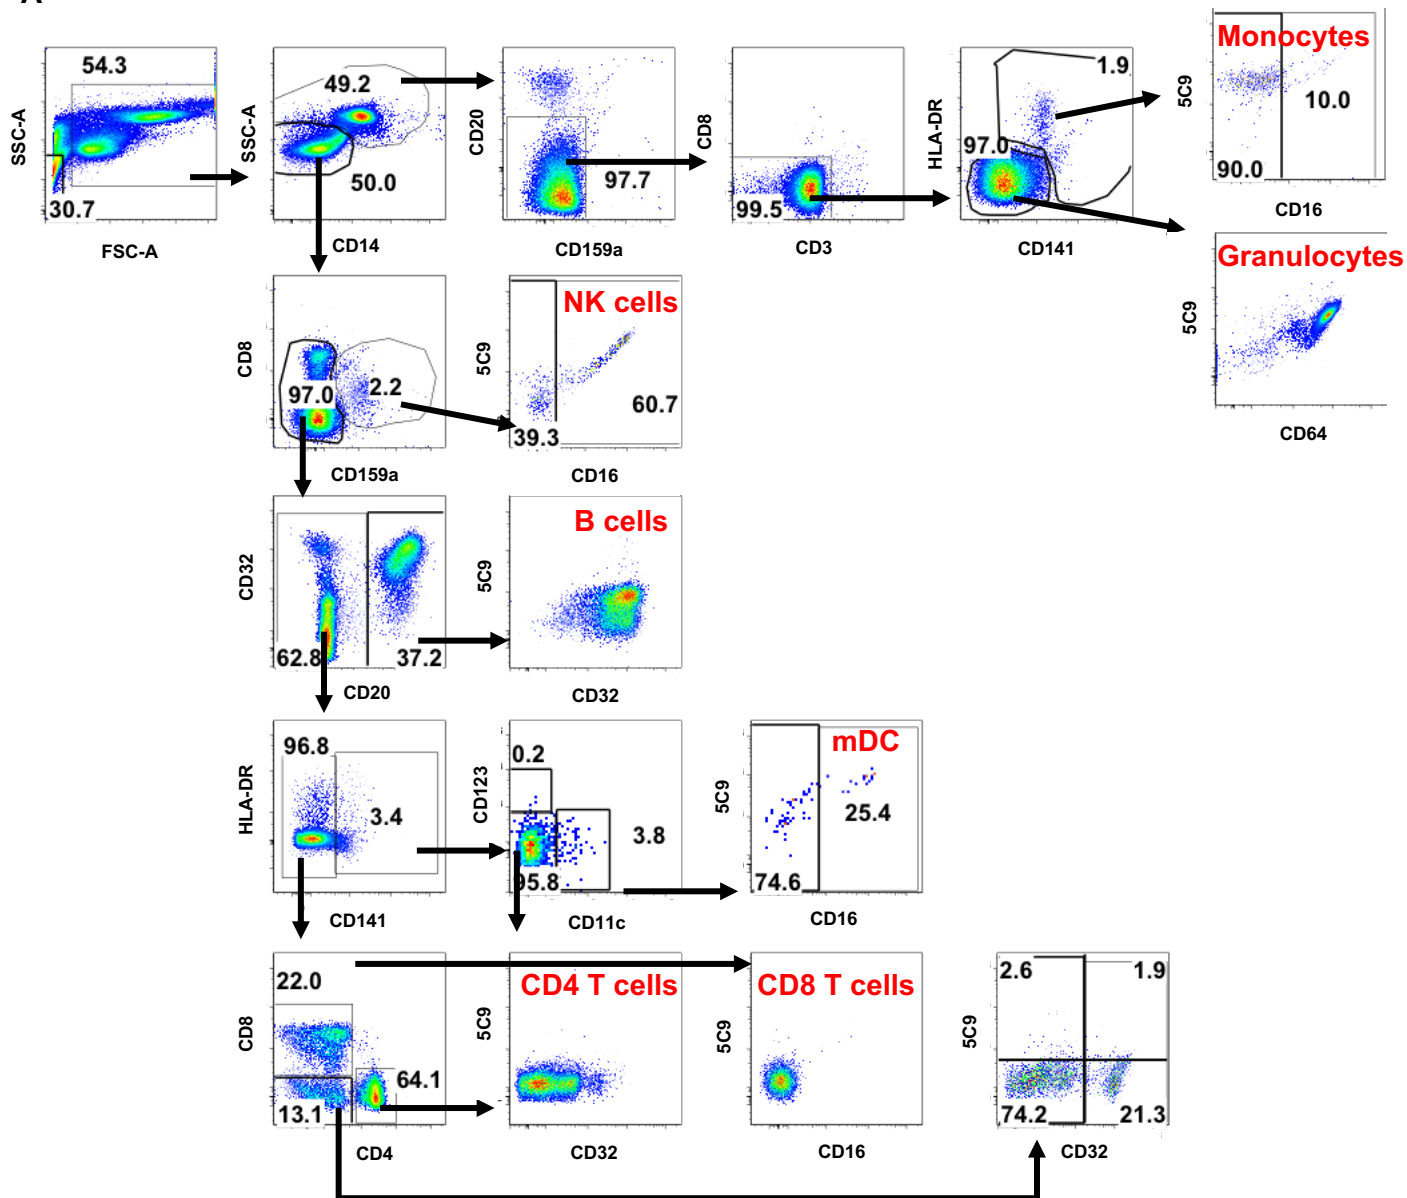 54.3
30.7
SSC-A
FSC-A
49.2
50.0
SSC-A
CD14
97.7
CD20
CD159a
99.5
CD8
CD3
1.9
97.0
HLA-DR
CD141
Monocytes
10.0
90.0
5C9
CD16
Granulocytes
5C9
CD64
97.0
2.2
CD8
CD159a
NK cells
60.7
39.3
5C9
CD16
CD32
62.8
37.2
CD20
B cells
5C9
CD32
96.8
3.4
HLA-DR
CD141
0.2
3.8
95.8
CD123
CD11c
mDC
25.4
74.6
5C9
CD16
22.0
64.1
13.1
CD8
CD4
CD4 T cells
5C9
CD32
CD8 T cells
5C9
CD16
2.6
1.9
74.2
21.3
5C9
CD32